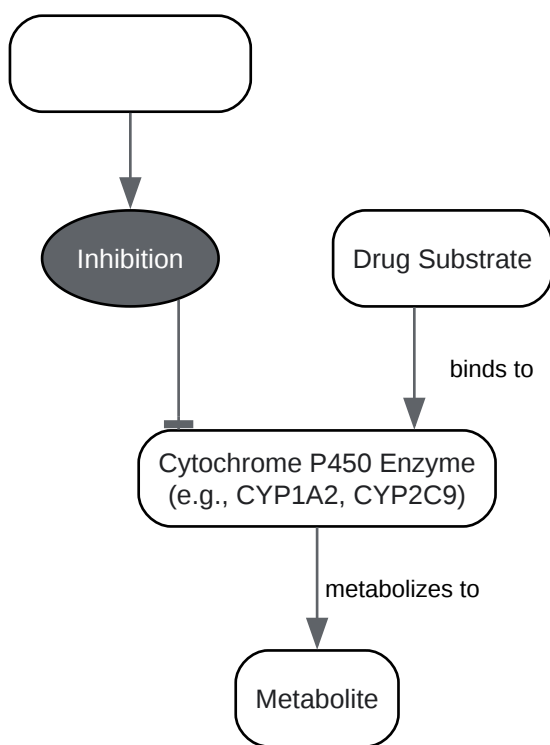 Inhibition
Drug Substrate
binds to
Cytochrome P450 Enzyme
(e.g., CYP1A2, CYP2C9)
metabolizes to
Metabolite